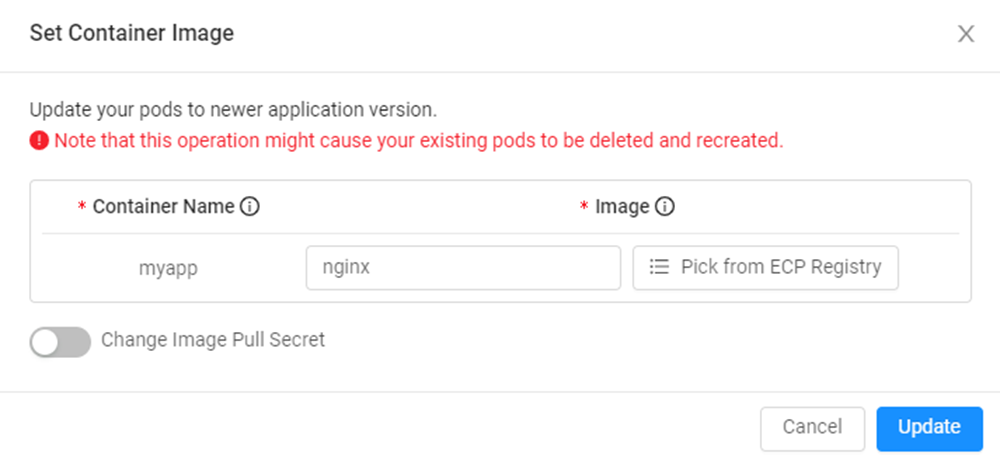 Set Container Image
Update your pods to newer application version.
Note that this operation might cause your existing pods to be deleted and recreated.
* Container Name * Image
myapp nginx Pick from ECP Registry
Change Image Pull Secret
Cancel Update